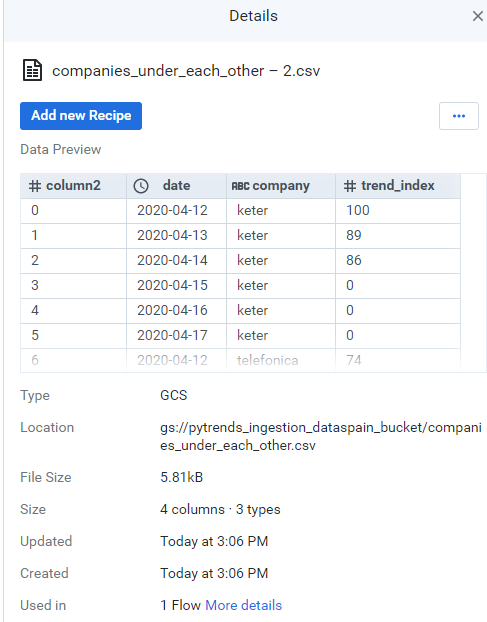 Details
companies_under_each_other – 2.csv
Add new Recipe
Data Preview
# column2 date ABC company # trend_index
0 2020-04-12 keter 100
1 2020-04-13 keter 89
2 2020-04-14 keter 86
3 2020-04-15 keter 0
4 2020-04-16 keter 0
5 2020-04-17 keter 0
6 2020-04-12 telefonica 74
Type GCS
Location gs://pytrends_ingestion_dataspain_bucket/compani
es_under_each_other.csv
File Size 5.81kB
Size 4 columns · 3 types
Updated Today at 3:06 PM
Created Today at 3:06 PM
Used in 1 Flow More details